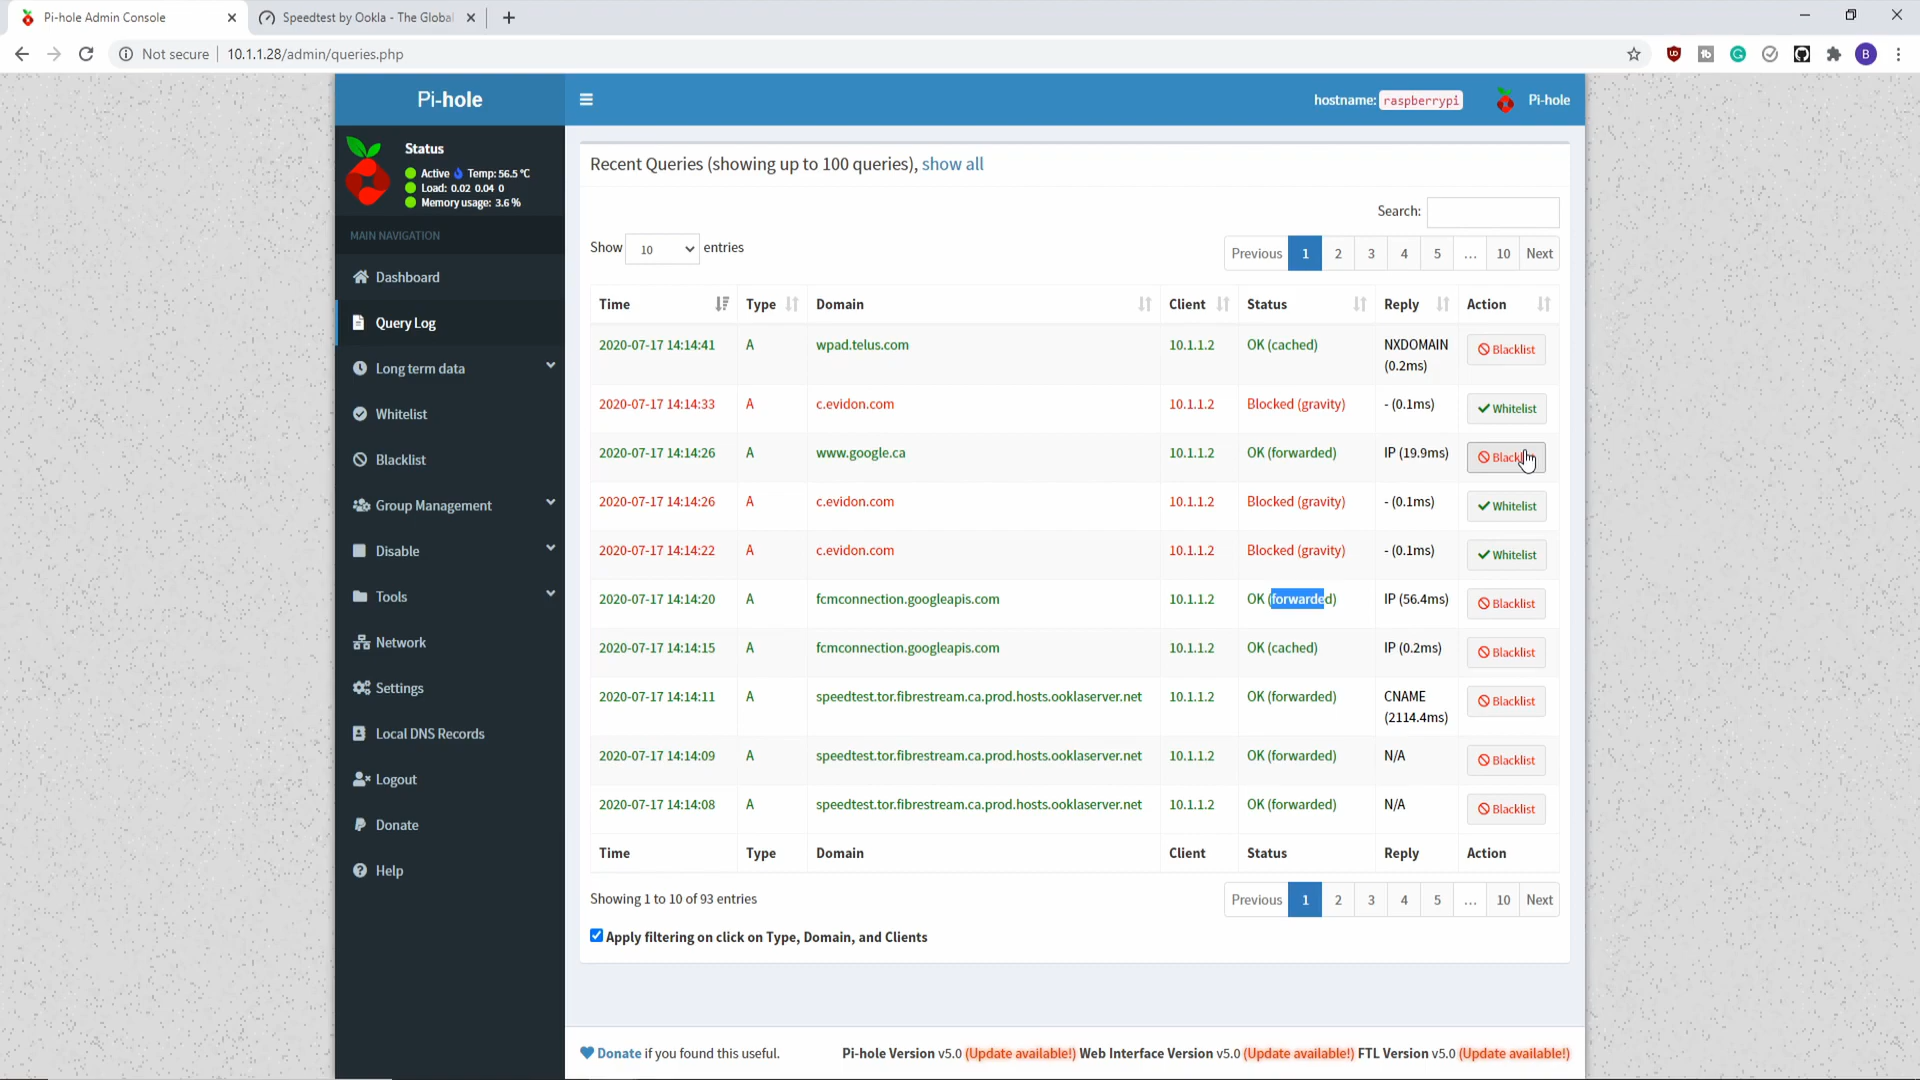 Pi-hole Admin Console
Speedtest by Ookla - The Global
Not secure
10.1.1.28/admin/queries.php
B
Pi-hole
hostname: raspberrypi
Pi-hole
Status
Active Temp: 56.5 °C
Load: 0.02 0.04 0
Memory usage: 3.6 %
MAIN NAVIGATION
Dashboard
Query Log
Long term data
Whitelist
Blacklist
Group Management
Disable
Tools
Network
Settings
Local DNS Records
Logout
Donate
Help
Recent Queries (showing up to 100 queries), show all
Search:
Show 10 entries
Previous 1 2 3 4 5 … 10 Next
Time Type Domain Client Status Reply Action
2020-07-17 14:14:41 A wpad.telus.com 10.1.1.2 OK (cached) NXDOMAIN Blacklist
(0.2ms)
2020-07-17 14:14:33 A c.evidon.com 10.1.1.2 Blocked (gravity) - (0.1ms) Whitelist
2020-07-17 14:14:26 A www.google.ca 10.1.1.2 OK (forwarded) IP (19.9ms)
2020-07-17 14:14:26 A c.evidon.com 10.1.1.2 Blocked (gravity) - (0.1ms) Whitelist
2020-07-17 14:14:22 A c.evidon.com 10.1.1.2 Blocked (gravity) - (0.1ms) Whitelist
2020-07-17 14:14:20 A fcmconnection.googleapis.com 10.1.1.2 OK (forwarded) IP (56.4ms) Blacklist
2020-07-17 14:14:15 A fcmconnection.googleapis.com 10.1.1.2 OK (cached) IP (0.2ms) Blacklist
2020-07-17 14:14:11 A speedtest.tor.fibrestream.ca.prod.hosts.ooklaserver.net 10.1.1.2 OK (forwarded) CNAME Blacklist
(2114.4ms)
2020-07-17 14:14:09 A speedtest.tor.fibrestream.ca.prod.hosts.ooklaserver.net 10.1.1.2 OK (forwarded) N/A Blacklist
2020-07-17 14:14:08 A speedtest.tor.fibrestream.ca.prod.hosts.ooklaserver.net 10.1.1.2 OK (forwarded) N/A Blacklist
Time Type Domain Client Status Reply Action
Showing 1 to 10 of 93 entries
Previous 1 2 3 4 5 … 10 Next
Apply filtering on click on Type, Domain, and Clients
Donate if you found this useful.
Pi-hole Version v5.0 (Update available!) Web Interface Version v5.0 (Update available!) FTL Version v5.0 (Update available!)